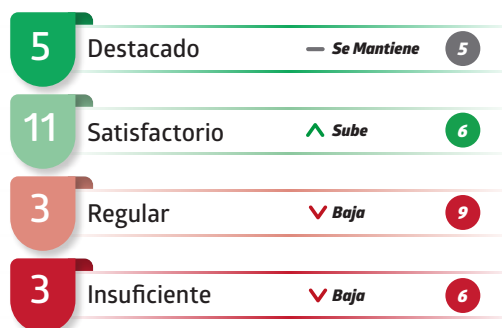 5 Destacado — Se Mantiene 5
11 Satisfactorio Sube 6
3 Regular Baja 9
3 Insuficiente Baja 6